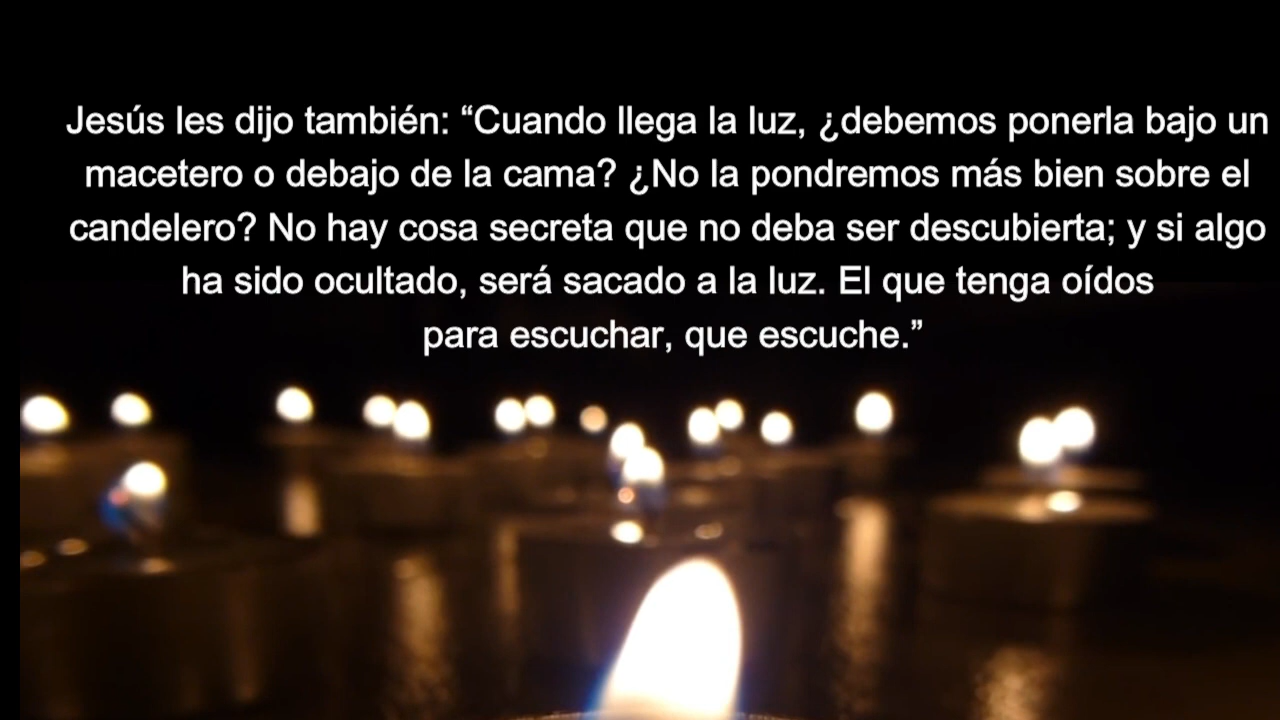 Jesús les dijo también: “Cuando llega la luz, ¿debemos ponerla bajo un
macetero o debajo de la cama? ¿No la pondremos más bien sobre el
candelero? No hay cosa secreta que no deba ser descubierta; y si algo
ha sido ocultado, será sacado a la luz. El que tenga oídos
para escuchar, que escuche.”